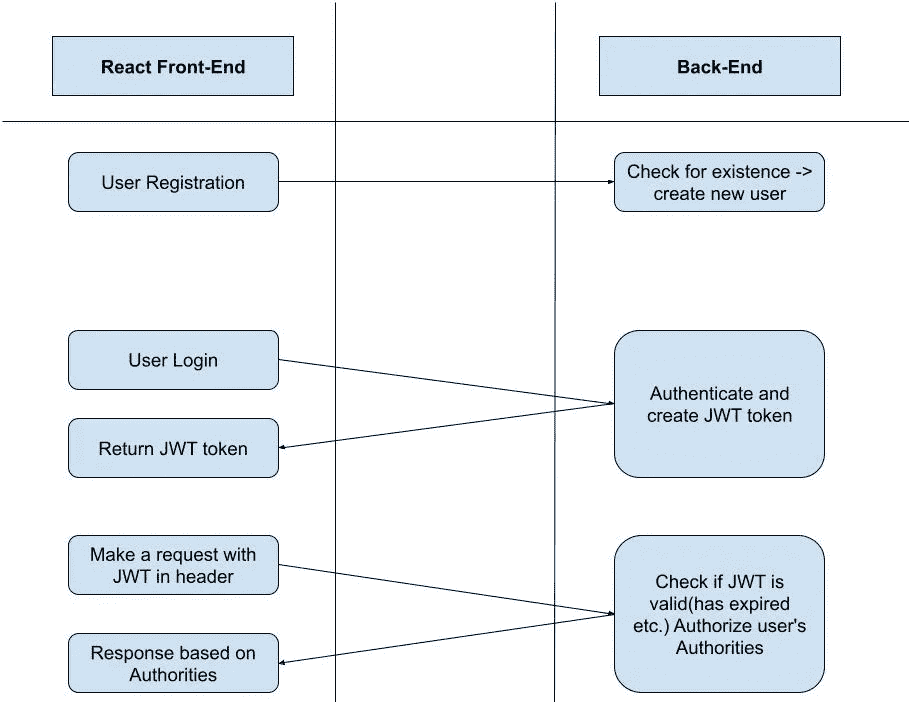 React Front-End
Back-End
User Registration
Check for existence ->
create new user
User Login
Authenticate and
create JWT token
Return JWT token
Make a request with
JWT in header
Check if JWT is
valid(has expired
etc.) Authorize user's
Authorities
Response based on
Authorities